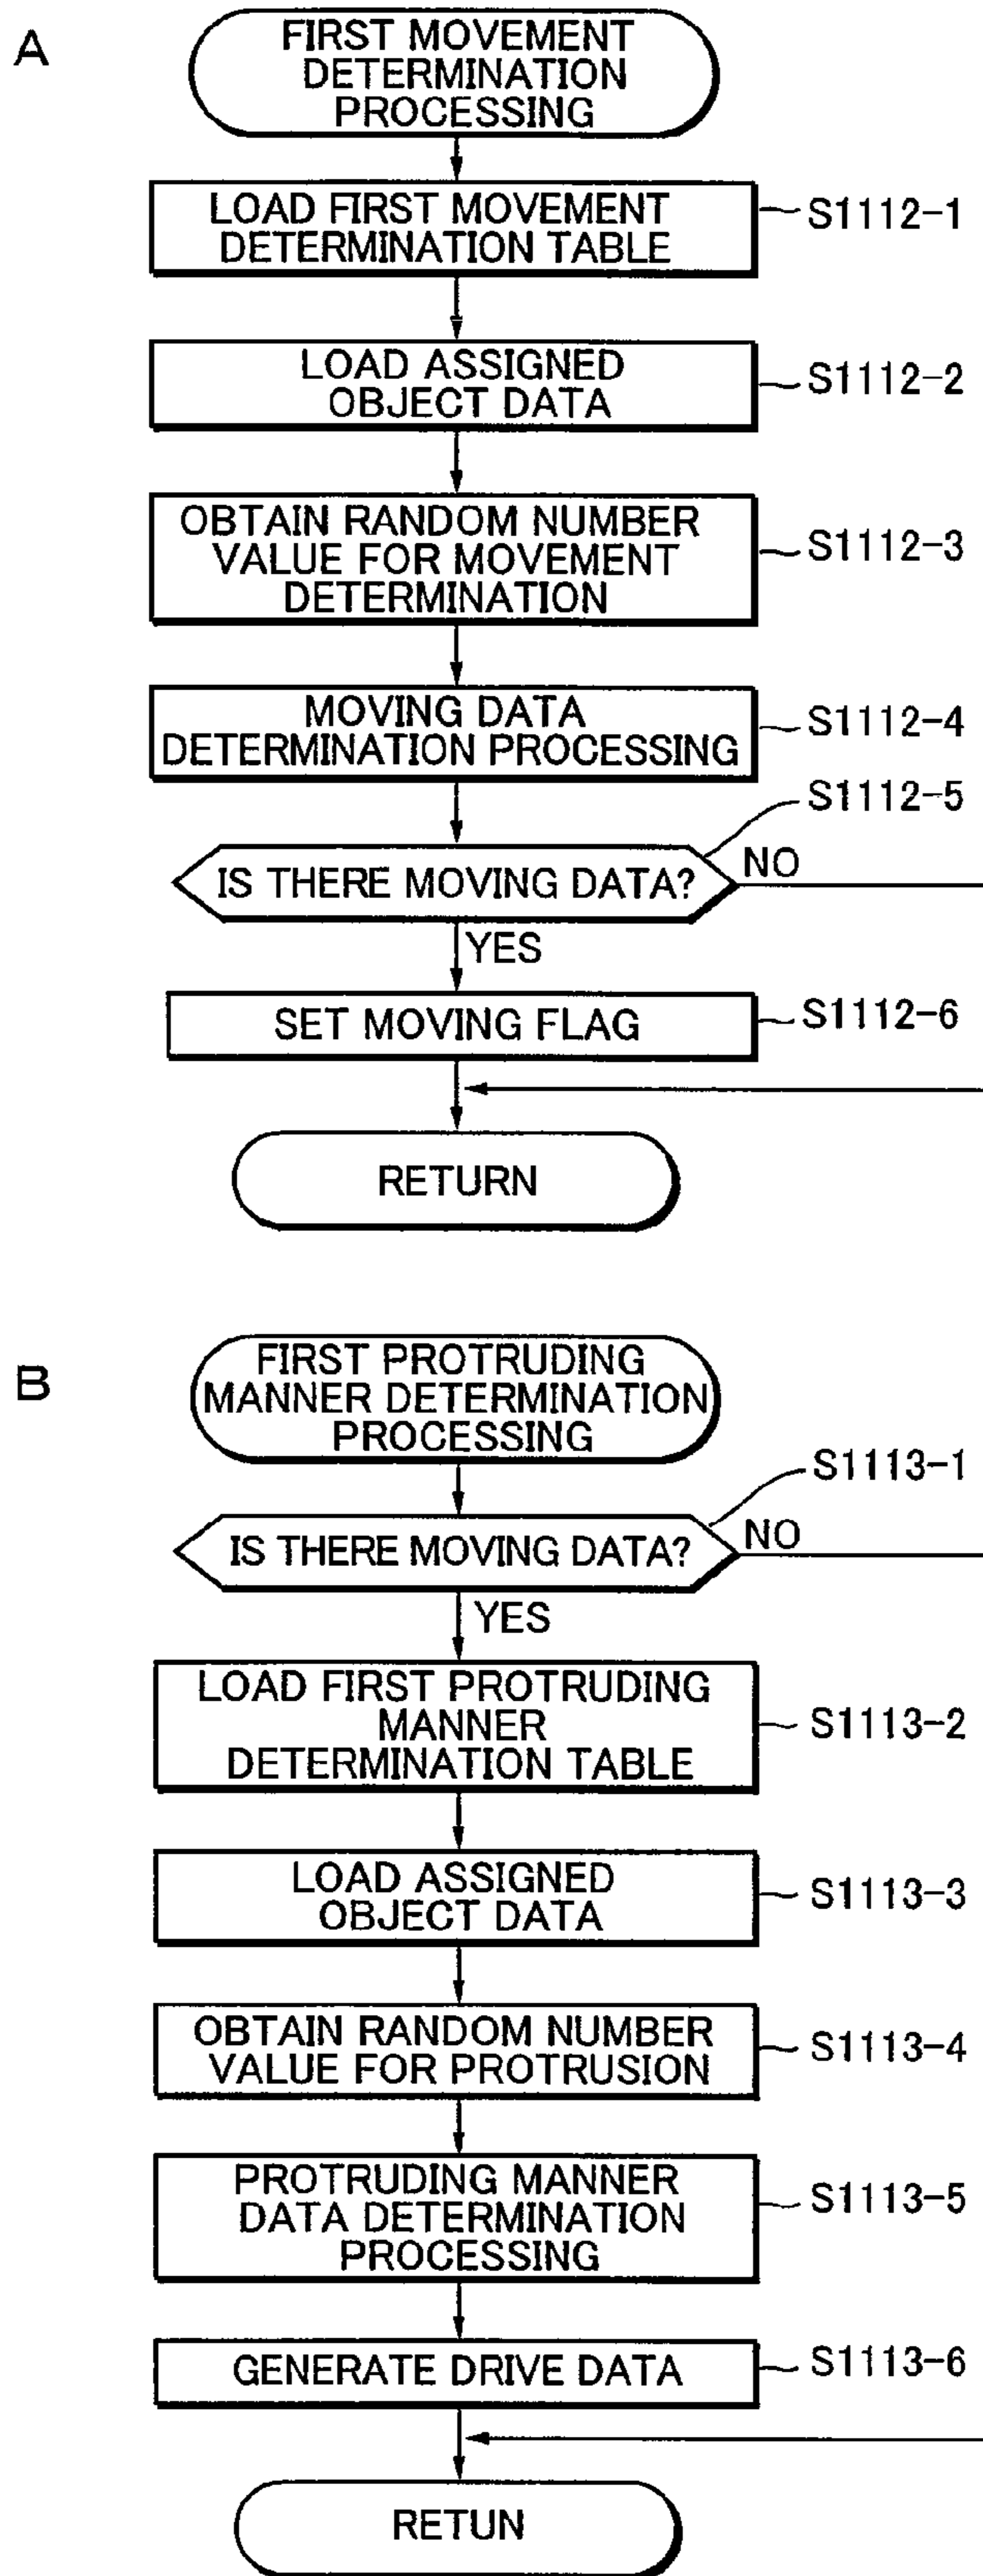 A
FIRST MOVEMENT
DETERMINATION
PROCESSING
LOAD FIRST MOVEMENT
DETERMINATION TABLE
S1112-1
LOAD ASSIGNED
OBJECT DATA
S1112-2
OBTAIN RANDOM NUMBER
VALUE FOR MOVEMENT
DETERMINATION
S1112-3
MOVING DATA
DETERMINATION PROCESSING
S1112-4
S1112-5
IS THERE MOVING DATA?
NO
YES
SET MOVING FLAG
S1112-6
RETURN
B
FIRST PROTRUDING
MANNER DETERMINATION
PROCESSING
S1113-1
IS THERE MOVING DATA?
NO
YES
LOAD FIRST PROTRUDING
MANNER
DETERMINATION TABLE
S1113-2
LOAD ASSIGNED
OBJECT DATA
S1113-3
OBTAIN RANDOM NUMBER
VALUE FOR PROTRUSION
S1113-4
PROTRUDING MANNER
DATA DETERMINATION
PROCESSING
S1113-5
GENERATE DRIVE DATA
S1113-6
RETUN